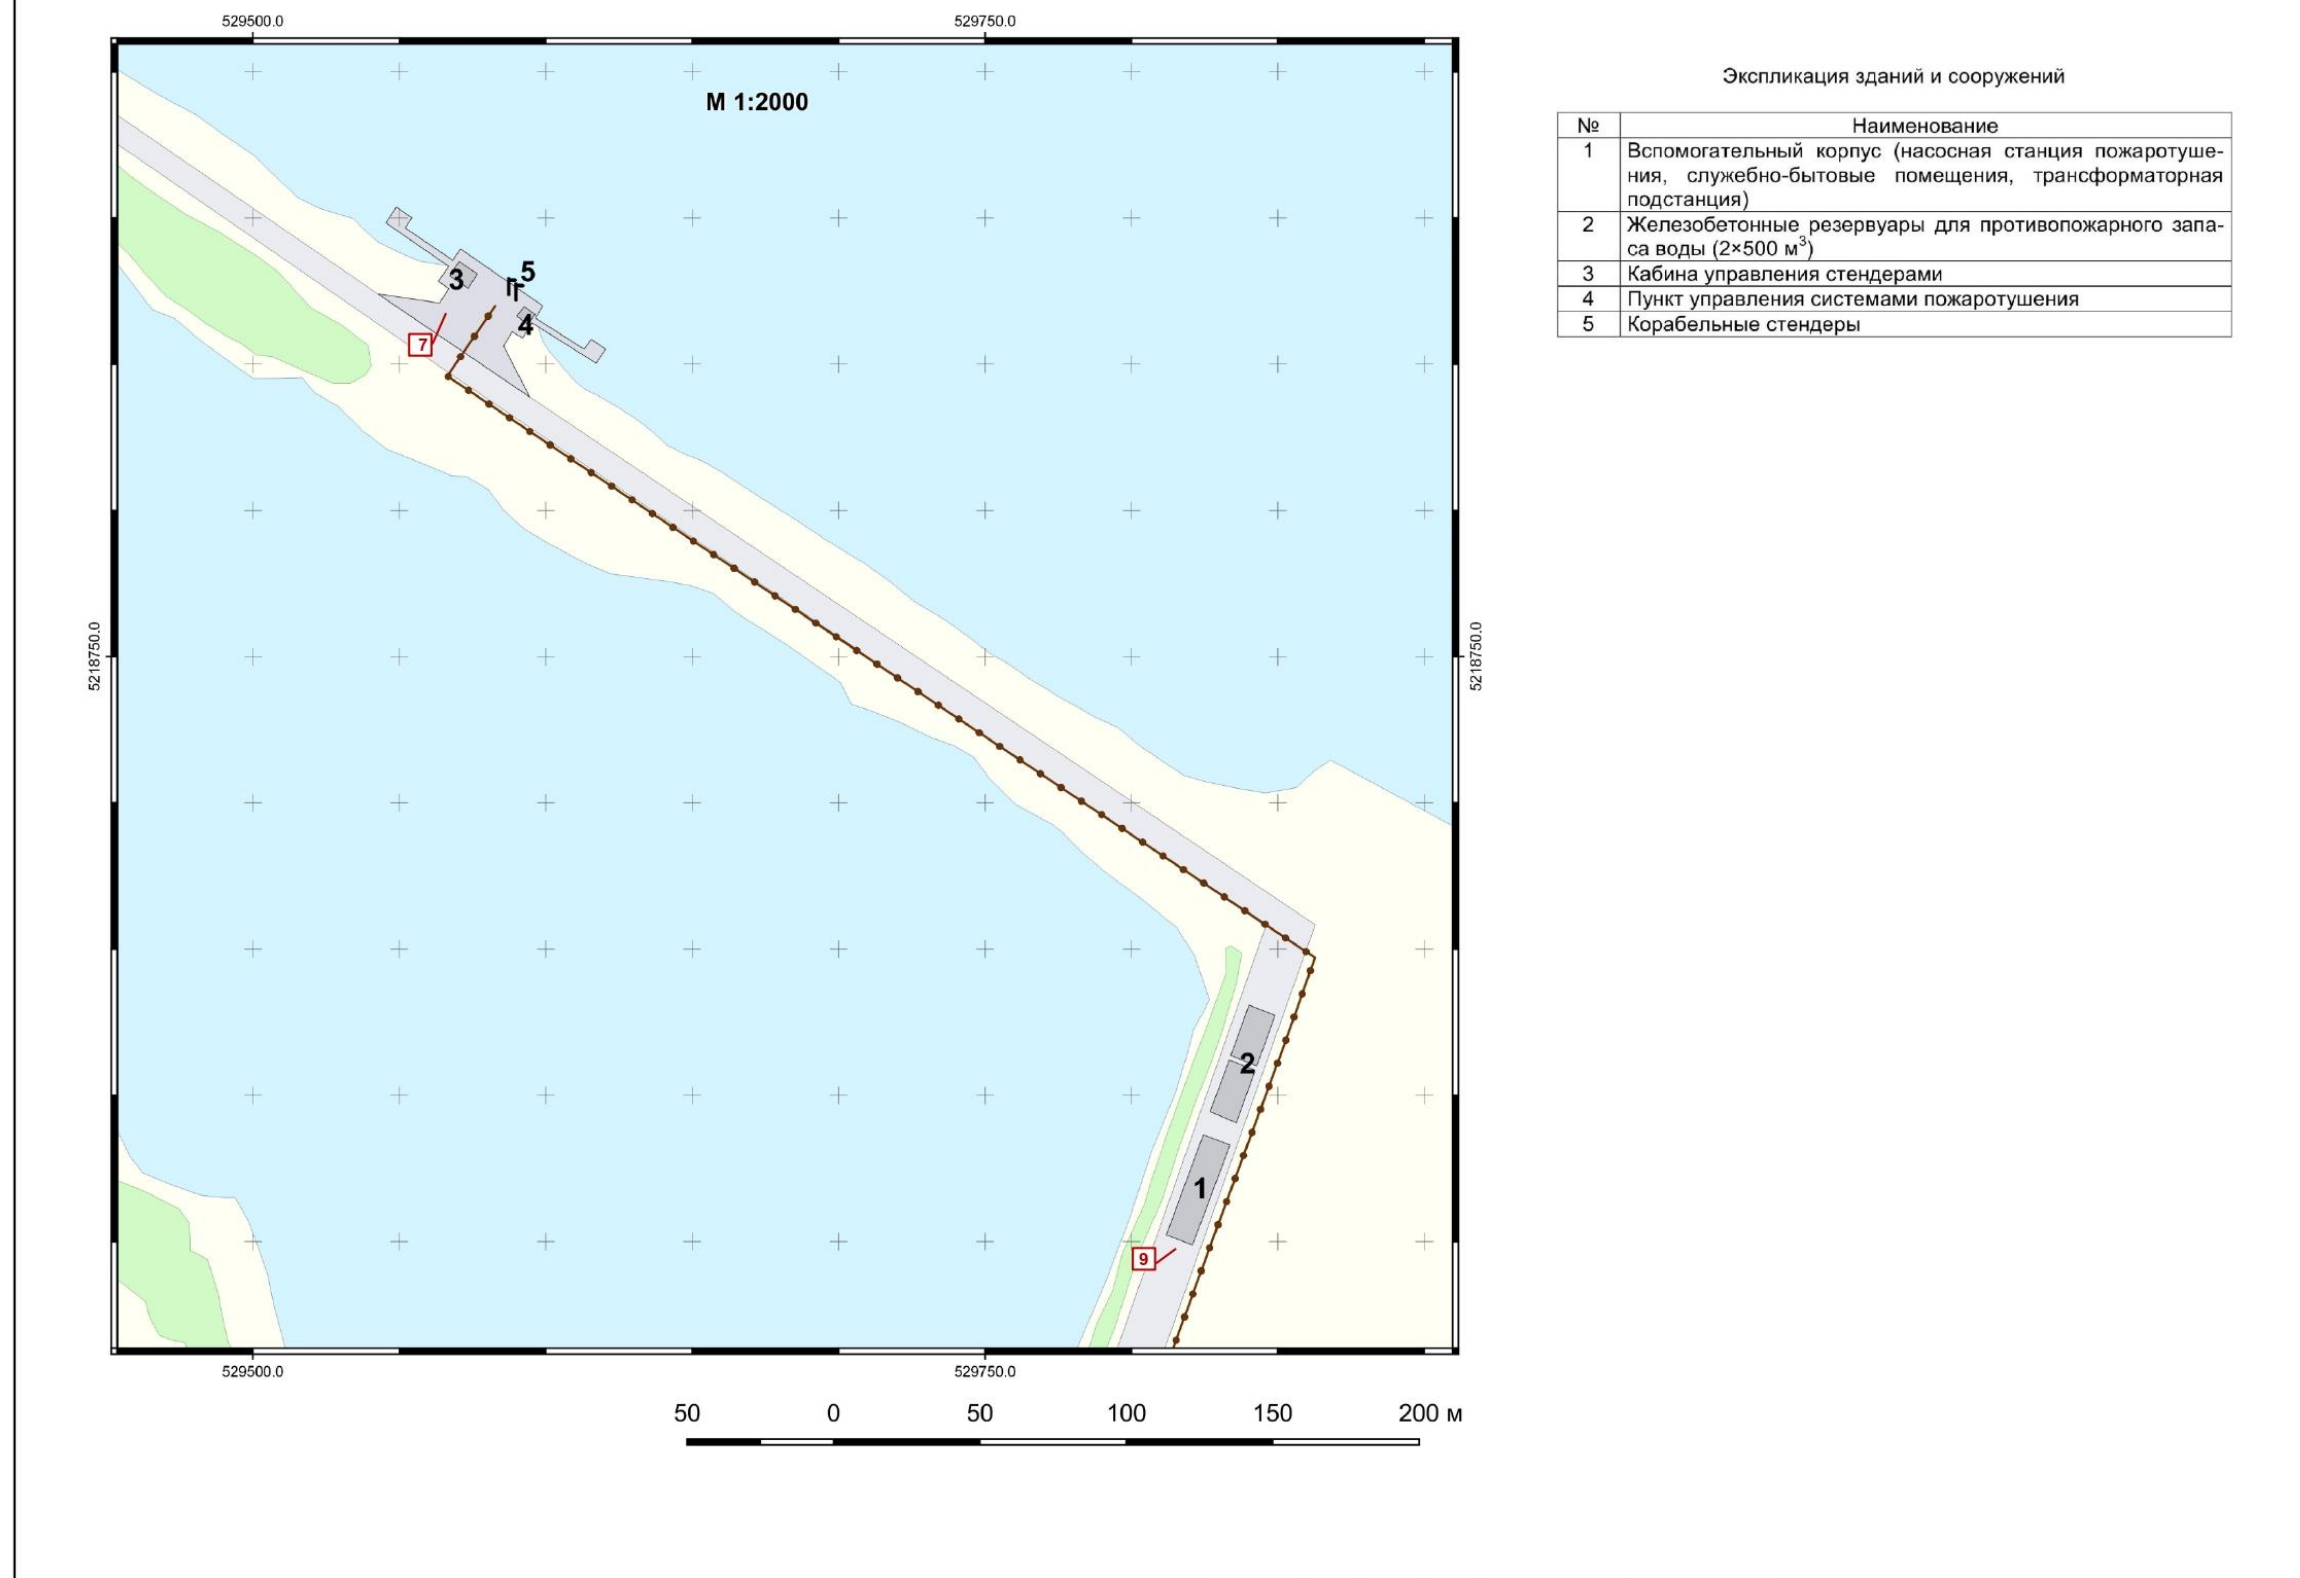 529500.0
529750.0
М 1:2000
3
5
4
7
5218750.0
5218750.0
2
1
9
529500.0
529750.0
50 0 50 100 150 200 м
Экспликация зданий и сооружений
№ Наименование
1 Вспомогательный корпус (насосная станция пожаротуше-
ния, служебно-бытовые помещения, трансформаторная
подстанция)
2 Железобетонные резервуары для противопожарного запа-
са воды (2×500 м³)
3 Кабина управления стендерами
4 Пункт управления системами пожаротушения
5 Корабельные стендеры